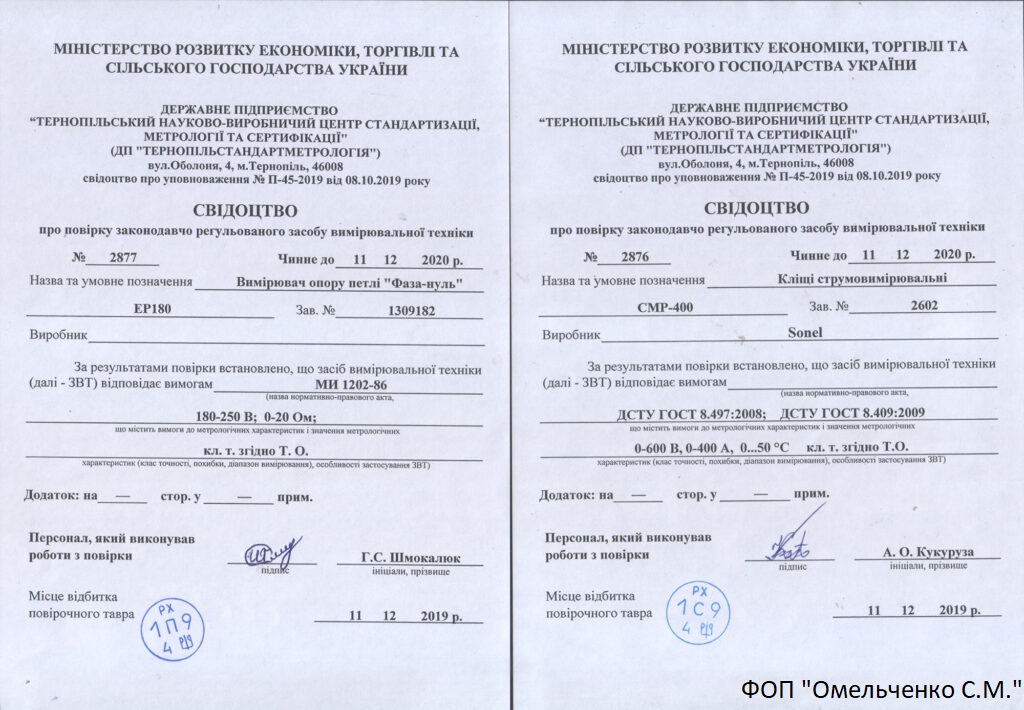 МІНІСТЕРСТВО РОЗВИТКУ ЕКОНОМІКИ, ТОРГІВЛІ ТА
СІЛЬСЬКОГО ГОСПОДАРСТВА УКРАЇНИ
ДЕРЖАВНЕ ПІДПРИЄМСТВО
“ТЕРНОПІЛЬСЬКИЙ НАУКОВО-ВИРОБНИЧИЙ ЦЕНТР СТАНДАРТИЗАЦІЇ,
МЕТРОЛОГІЇ ТА СЕРТИФІКАЦІЇ"
(ДП "ТЕРНОПІЛЬСТАНДАРТМЕТРОЛОГІЯ")
вул.Оболоня, 4, м.Тернопіль, 46008
свідоцтво про уповноваження № П-45-2019 від 08.10.2019 року
СВІДОЦТВО
про повірку законодавчо регульованого засобу вимірювальної техніки
№ 2877 Чинне до 11 12 2020 р.
Назва та умовне позначення Вимірювач опору петлі "Фаза-нуль"
ЕР180 Зав. № 1309182
Виробник
За результатами повірки встановлено, що засіб вимірювальної техніки
(далі - ЗВТ) відповідає вимогам МИ 1202-86
(назва нормативно-правового акта,
180-250 В; 0-20 Ом;
що містить вимоги до метрологічних характеристик і значення метрологічних
кл. т. згідно Т. О.
характеристик (клас точності, похибки, діапазон вимірювання), особливості застосування ЗВТ)
Додаток: на — стор. у — прим.
Персонал, який виконував
роботи з повірки Г.С. Шмокалюк
підпис ініціали, прізвище
Місце відбитка
повірочного тавра 11 12 2019 р.
РХ
1П9
4
МІНІСТЕРСТВО РОЗВИТКУ ЕКОНОМІКИ, ТОРГІВЛІ ТА
СІЛЬСЬКОГО ГОСПОДАРСТВА УКРАЇНИ
ДЕРЖАВНЕ ПІДПРИЄМСТВО
“ТЕРНОПІЛЬСЬКИЙ НАУКОВО-ВИРОБНИЧИЙ ЦЕНТР СТАНДАРТИЗАЦІЇ,
МЕТРОЛОГІЇ ТА СЕРТИФІКАЦІЇ"
(ДП "ТЕРНОПІЛЬСТАНДАРТМЕТРОЛОГІЯ")
вул.Оболоня, 4, м.Тернопіль, 46008
свідоцтво про уповноваження № П-45-2019 від 08.10.2019 року
СВІДОЦТВО
про повірку законодавчо регульованого засобу вимірювальної техніки
№ 2876 Чинне до 11 12 2020 р.
Назва та умовне позначення Кліщі струмовимірювальні
СМР-400 Зав. № 2602
Виробник Sonel
За результатами повірки встановлено, що засіб вимірювальної техніки
(далі - ЗВТ) відповідає вимогам
(назва нормативно-правового акта,
ДСТУ ГОСТ 8.497:2008; ДСТУ ГОСТ 8.409:2009
що містить вимоги до метрологічних характеристик і значення метрологічних
0-600 В, 0-400 А, 0...50 °С кл. т. згідно Т.О.
характеристик (клас точності, похибки, діапазон вимірювання), особливості застосування ЗВТ)
Додаток: на — стор. у — прим.
Персонал, який виконував
роботи з повірки А. О. Кукуруза
підпис ініціали, прізвище
Місце відбитка
повірочного тавра 11 12 2019 р.
РХ
1С9
4
ФОП "Омельченко С.М."